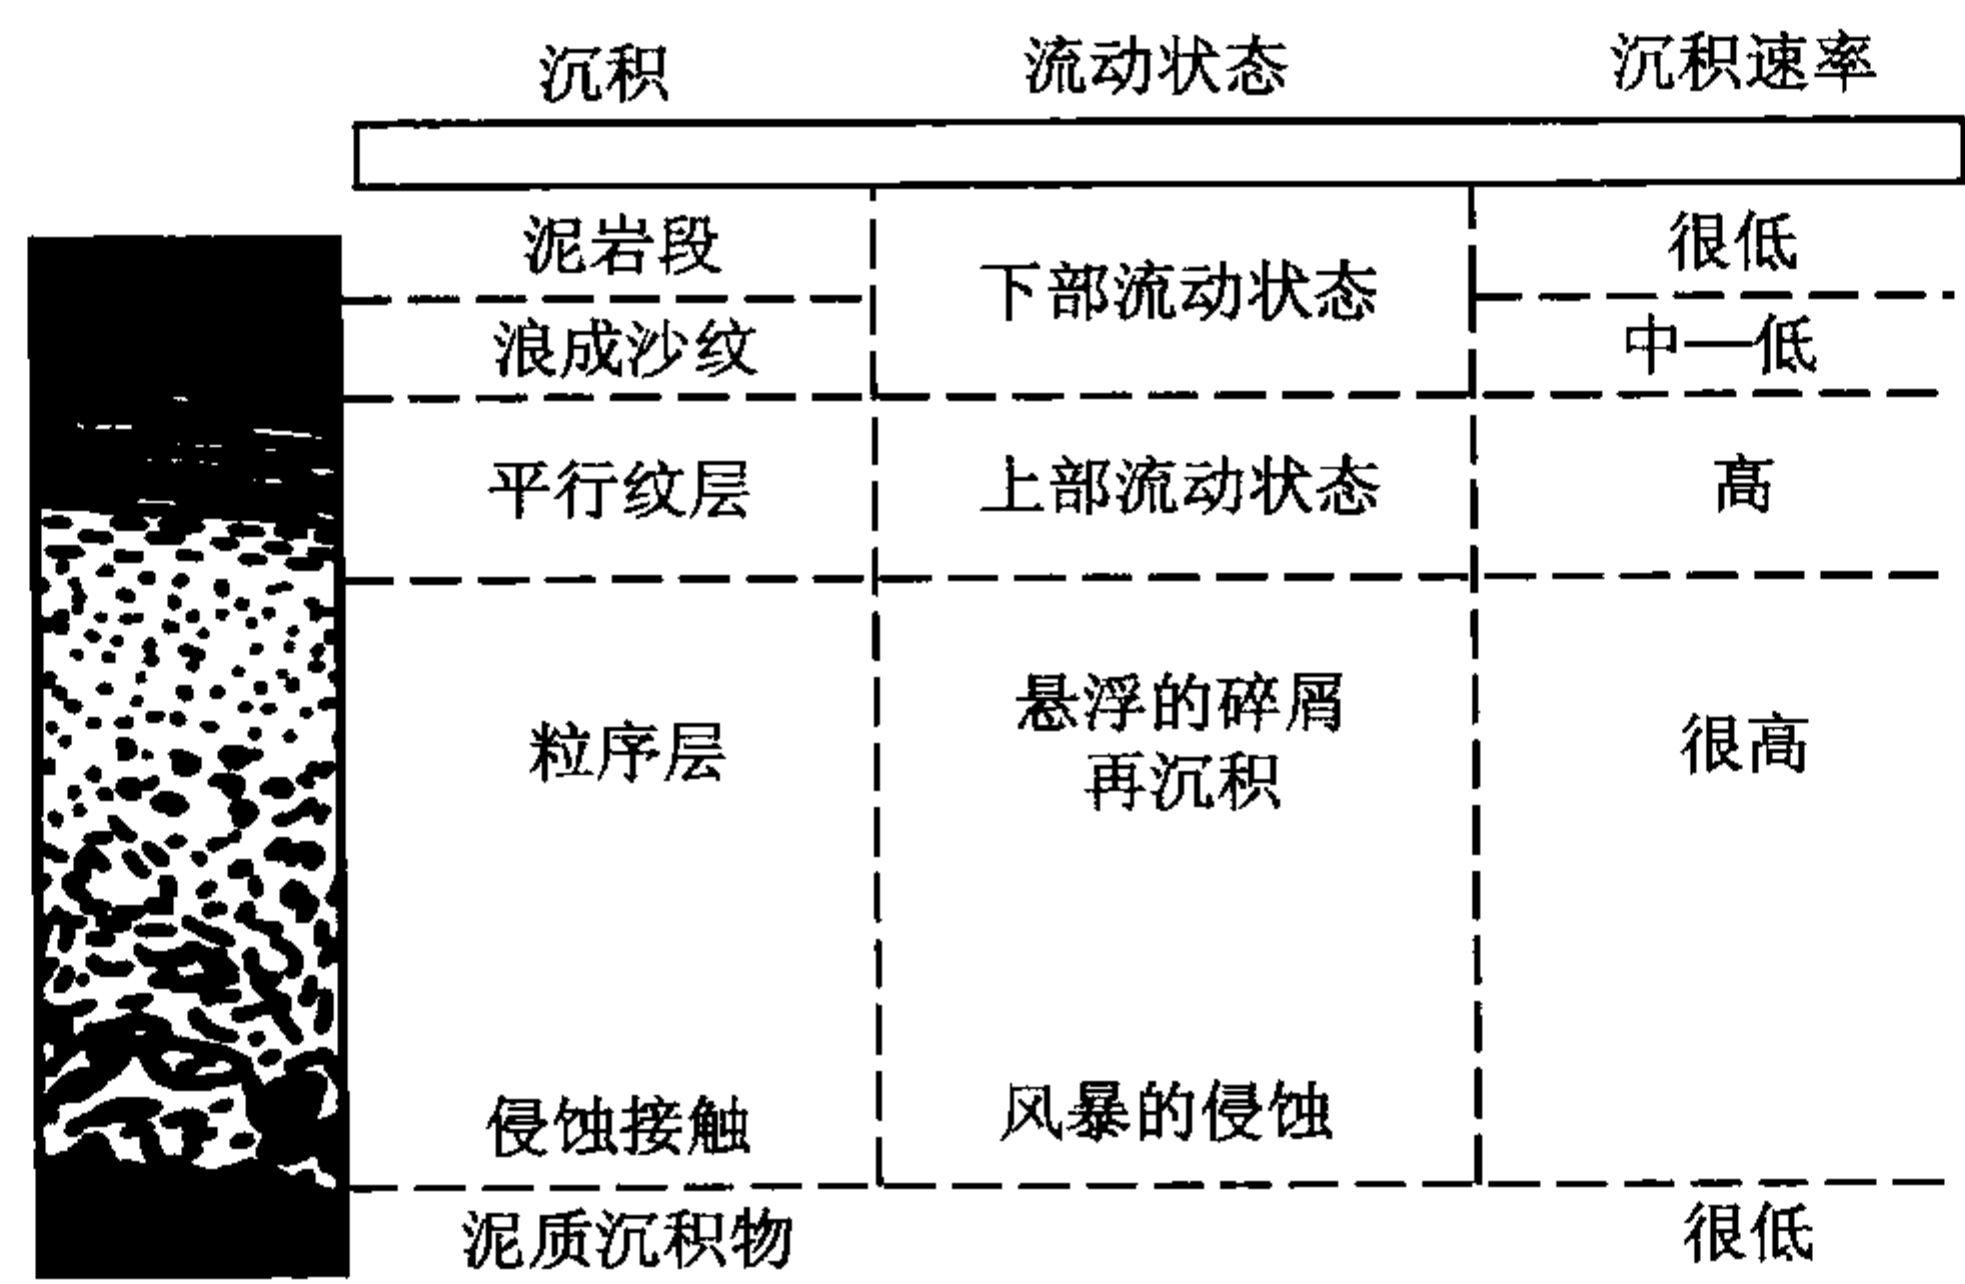 沉积 流动状态 沉积速率
泥岩段 下部流动状态 很低
浪成沙纹 中—低
平行纹层 上部流动状态 高
粒序层 悬浮的碎屑 很高
再沉积
侵蚀接触 风暴的侵蚀
泥质沉积物 很低